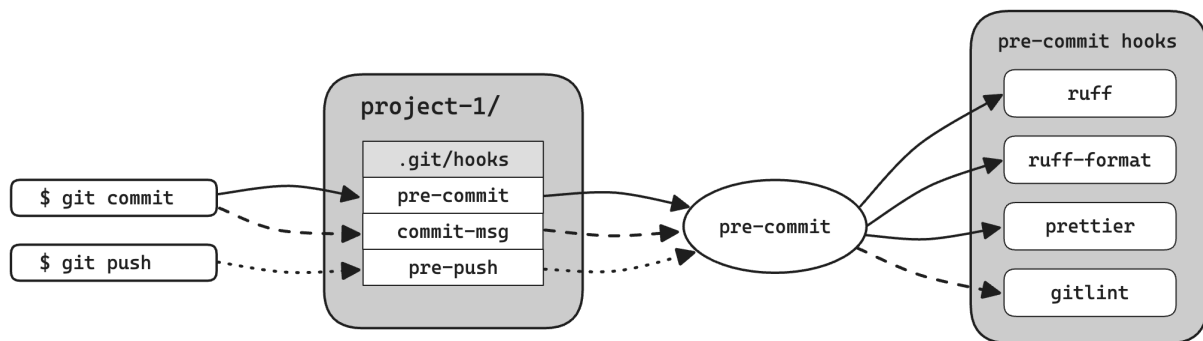 $ git commit
$ git push
project-1/
.git/hooks
pre-commit
commit-msg
pre-push
pre-commit
pre-commit hooks
ruff
ruff-format
prettier
gitlint